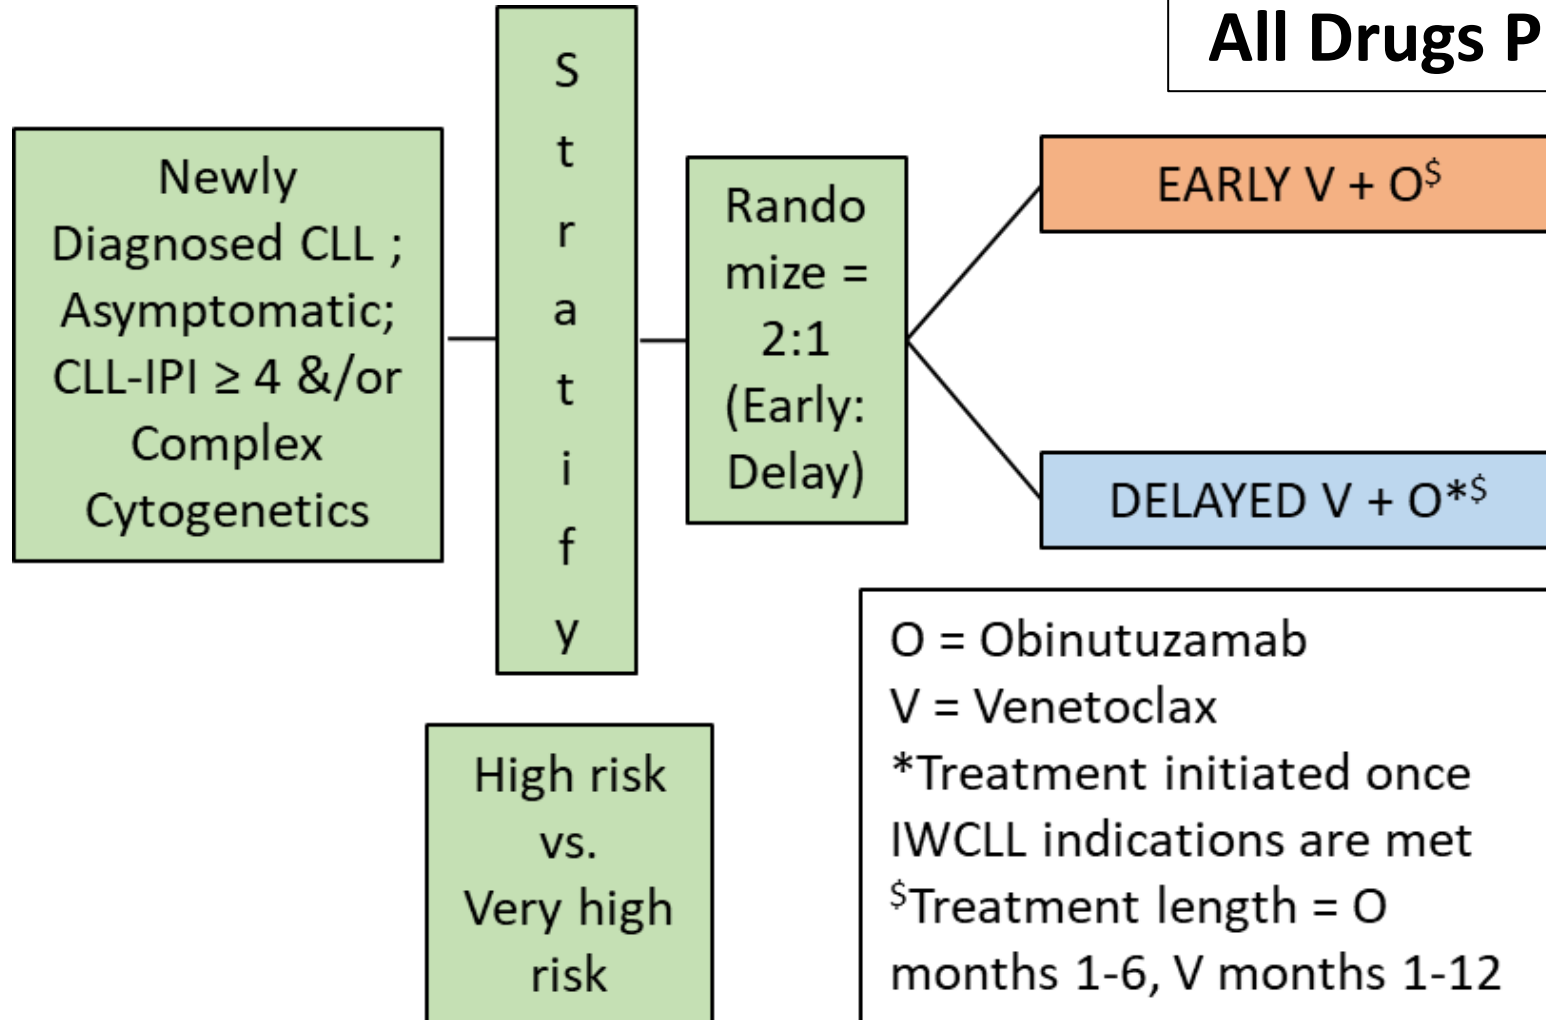 All Drugs P
Newly
Diagnosed CLL ;
Asymptomatic;
CLL-IPI ≥ 4 &/or
Complex
Cytogenetics
S
t
r
a
t
i
f
y
High risk
vs.
Very high
risk
Rando
mize =
2:1
(Early:
Delay)
EARLY V + O$
DELAYED V + O*$
O = Obinutuzamab
V = Venetoclax
*Treatment initiated once
IWCLL indications are met
$Treatment length = O
months 1-6, V months 1-12